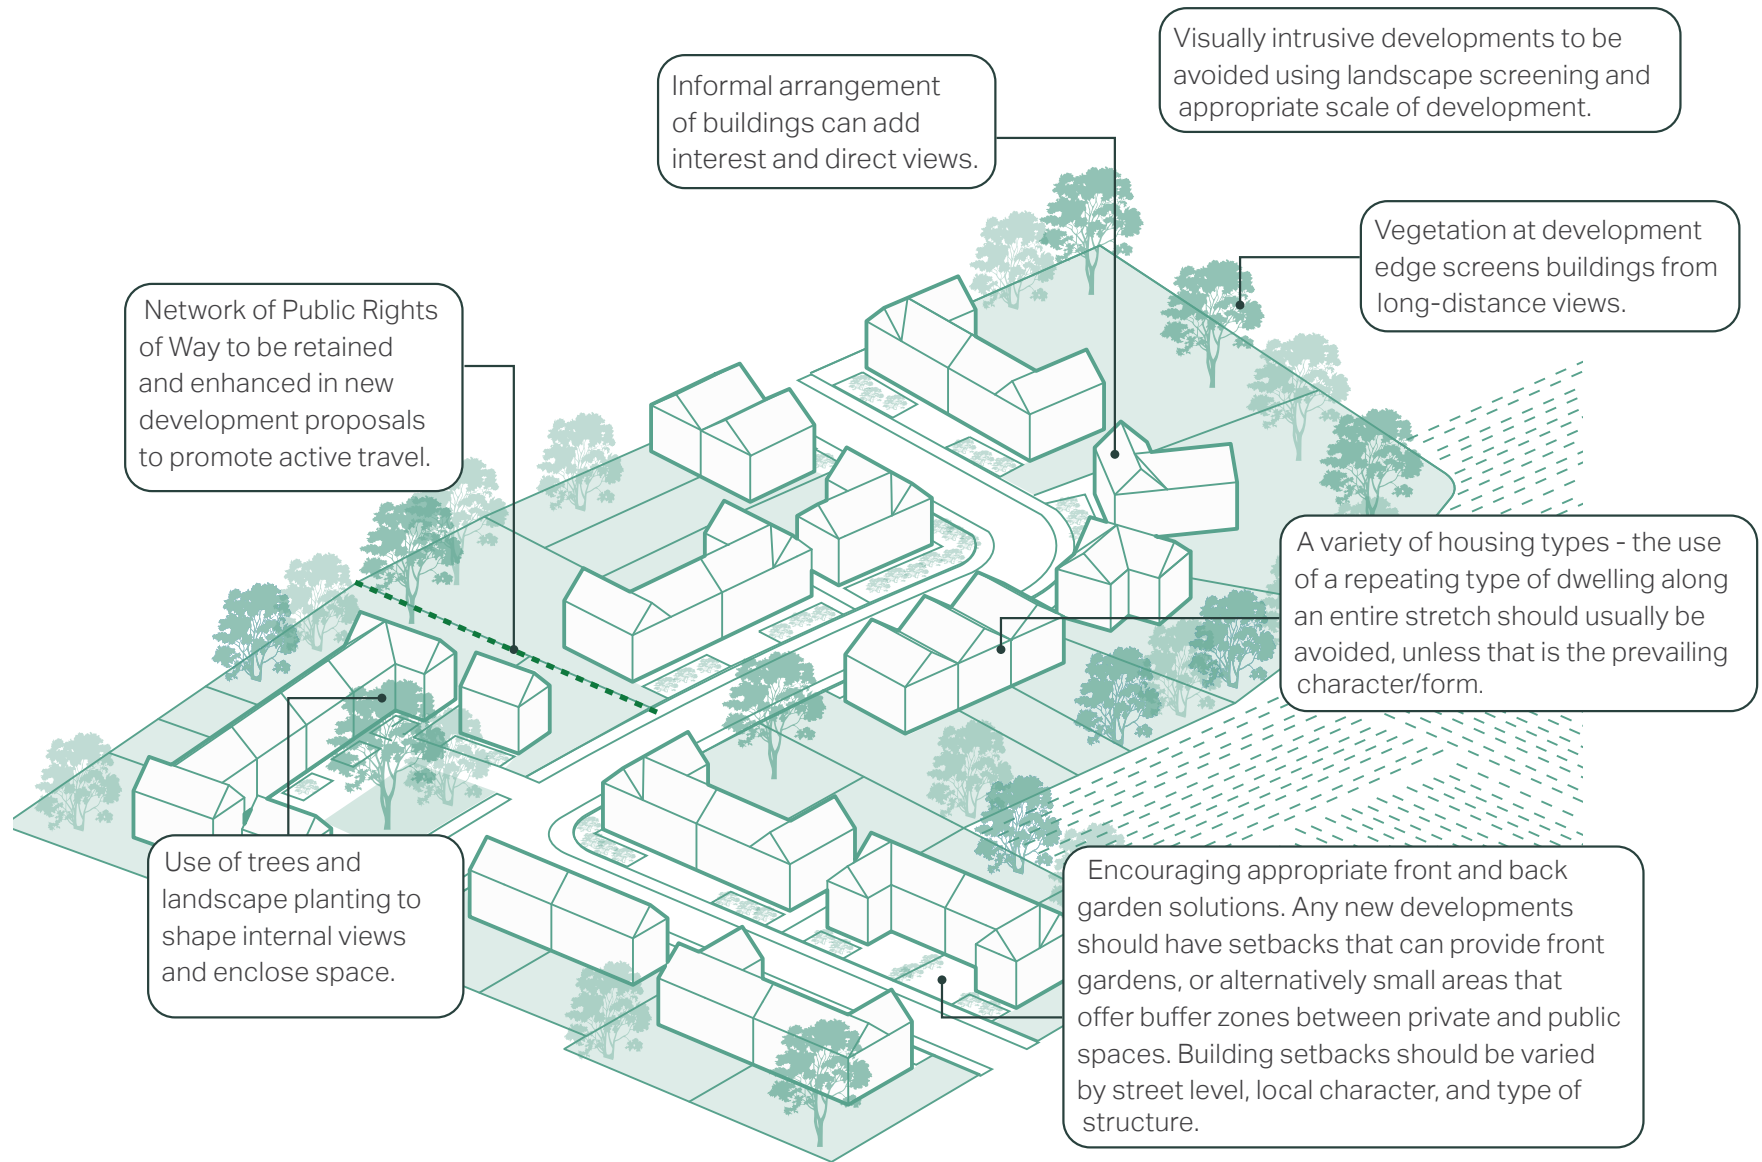 Visually intrusive developments to be
avoided using landscape screening and
appropriate scale of development.
Informal arrangement
of buildings can add
interest and direct views.
Vegetation at development
edge screens buildings from
long-distance views.
Network of Public Rights
of Way to be retained
and enhanced in new
development proposals
to promote active travel.
A variety of housing types - the use
of a repeating type of dwelling along
an entire stretch should usually be
avoided, unless that is the prevailing
character/form.
Use of trees and
landscape planting to
shape internal views
and enclose space.
Encouraging appropriate front and back
garden solutions. Any new developments
should have setbacks that can provide front
gardens, or alternatively small areas that
offer buffer zones between private and public
spaces. Building setbacks should be varied
by street level, local character, and type of
structure.